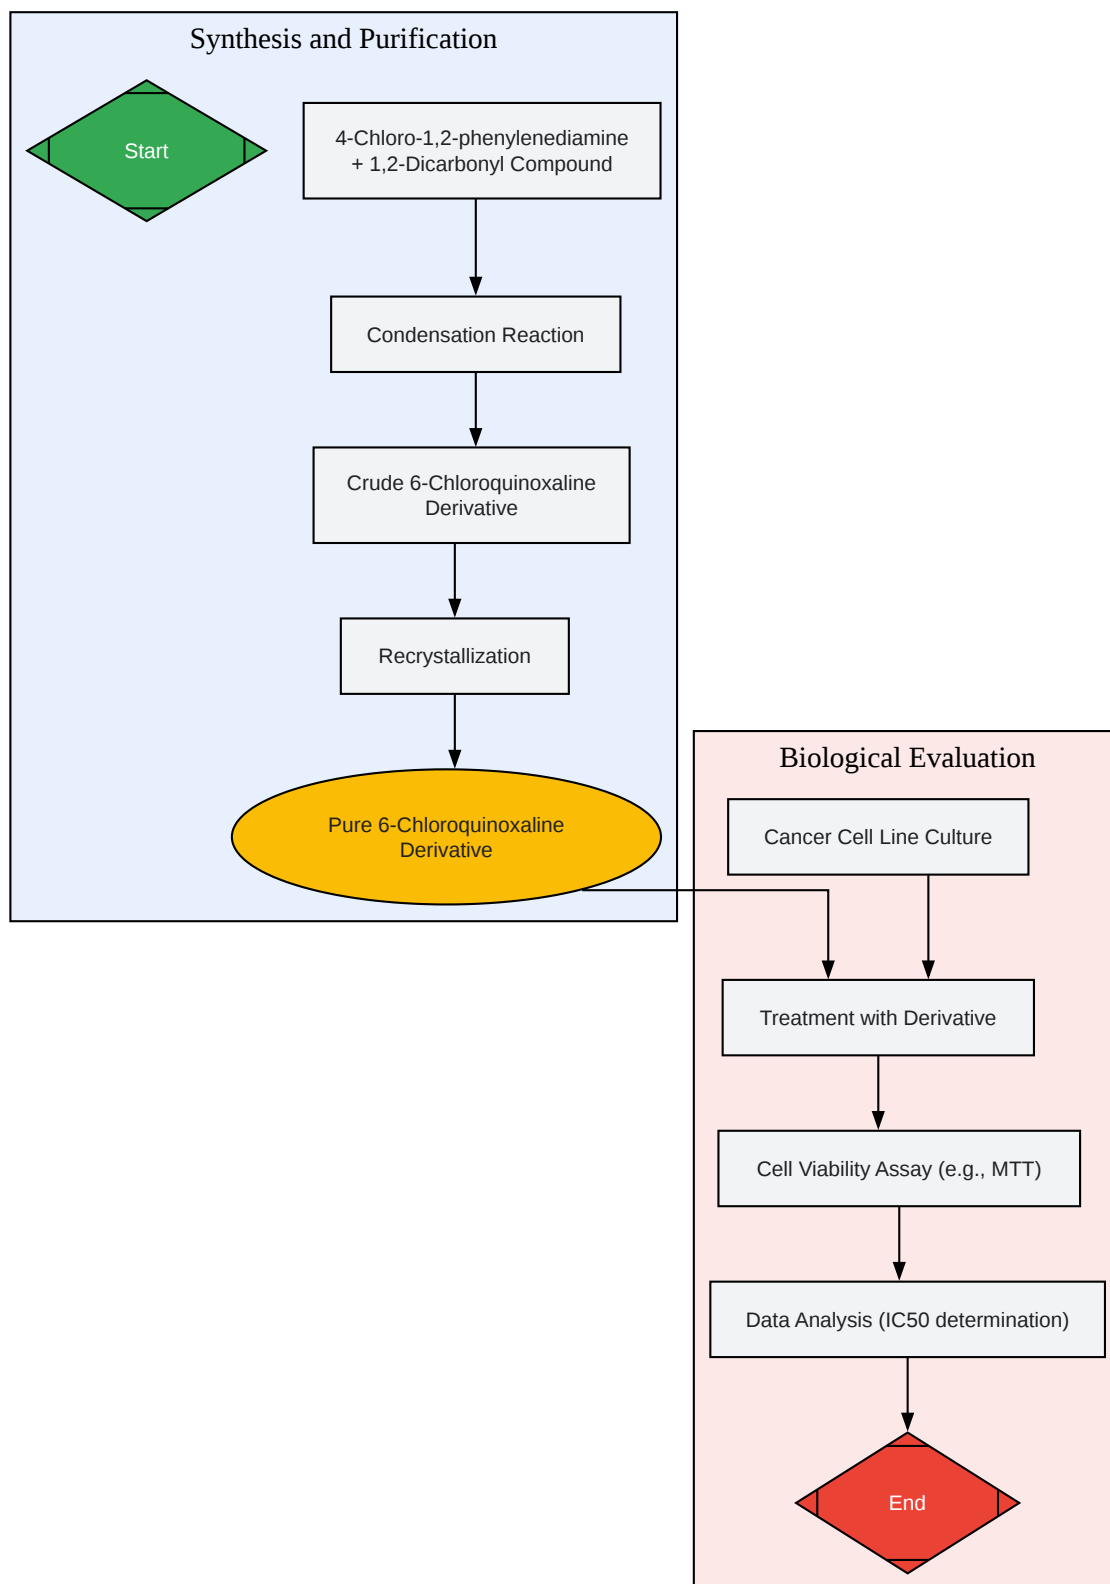 Synthesis and Purification
Start
4-Chloro-1,2-phenylenediamine
+ 1,2-Dicarbonyl Compound
Condensation Reaction
Crude 6-Chloroquinoxaline
Derivative
Recrystallization
Pure 6-Chloroquinoxaline
Derivative
Biological Evaluation
Cancer Cell Line Culture
Treatment with Derivative
Cell Viability Assay (e.g., MTT)
Data Analysis (IC50 determination)
End